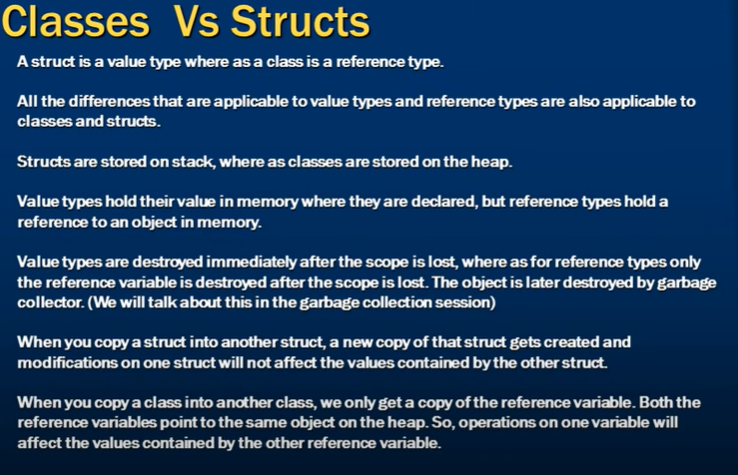 Classes Vs Structs
A struct is a value type where as a class is a reference type.
All the differences that are applicable to value types and reference types are also applicable to
classes and structs.
Structs are stored on stack, where as classes are stored on the heap.
Value types hold their value in memory where they are declared, but reference types hold a
reference to an object in memory.
Value types are destroyed immediately after the scope is lost, where as for reference types only
the reference variable is destroyed after the scope is lost. The object is later destroyed by garbage
collector. (We will talk about this in the garbage collection session)
When you copy a struct into another struct, a new copy of that struct gets created and
modifications on one struct will not affect the values contained by the other struct.
When you copy a class into another class, we only get a copy of the reference variable. Both the
reference variables point to the same object on the heap. So, operations on one variable will
affect the values contained by the other reference variable.